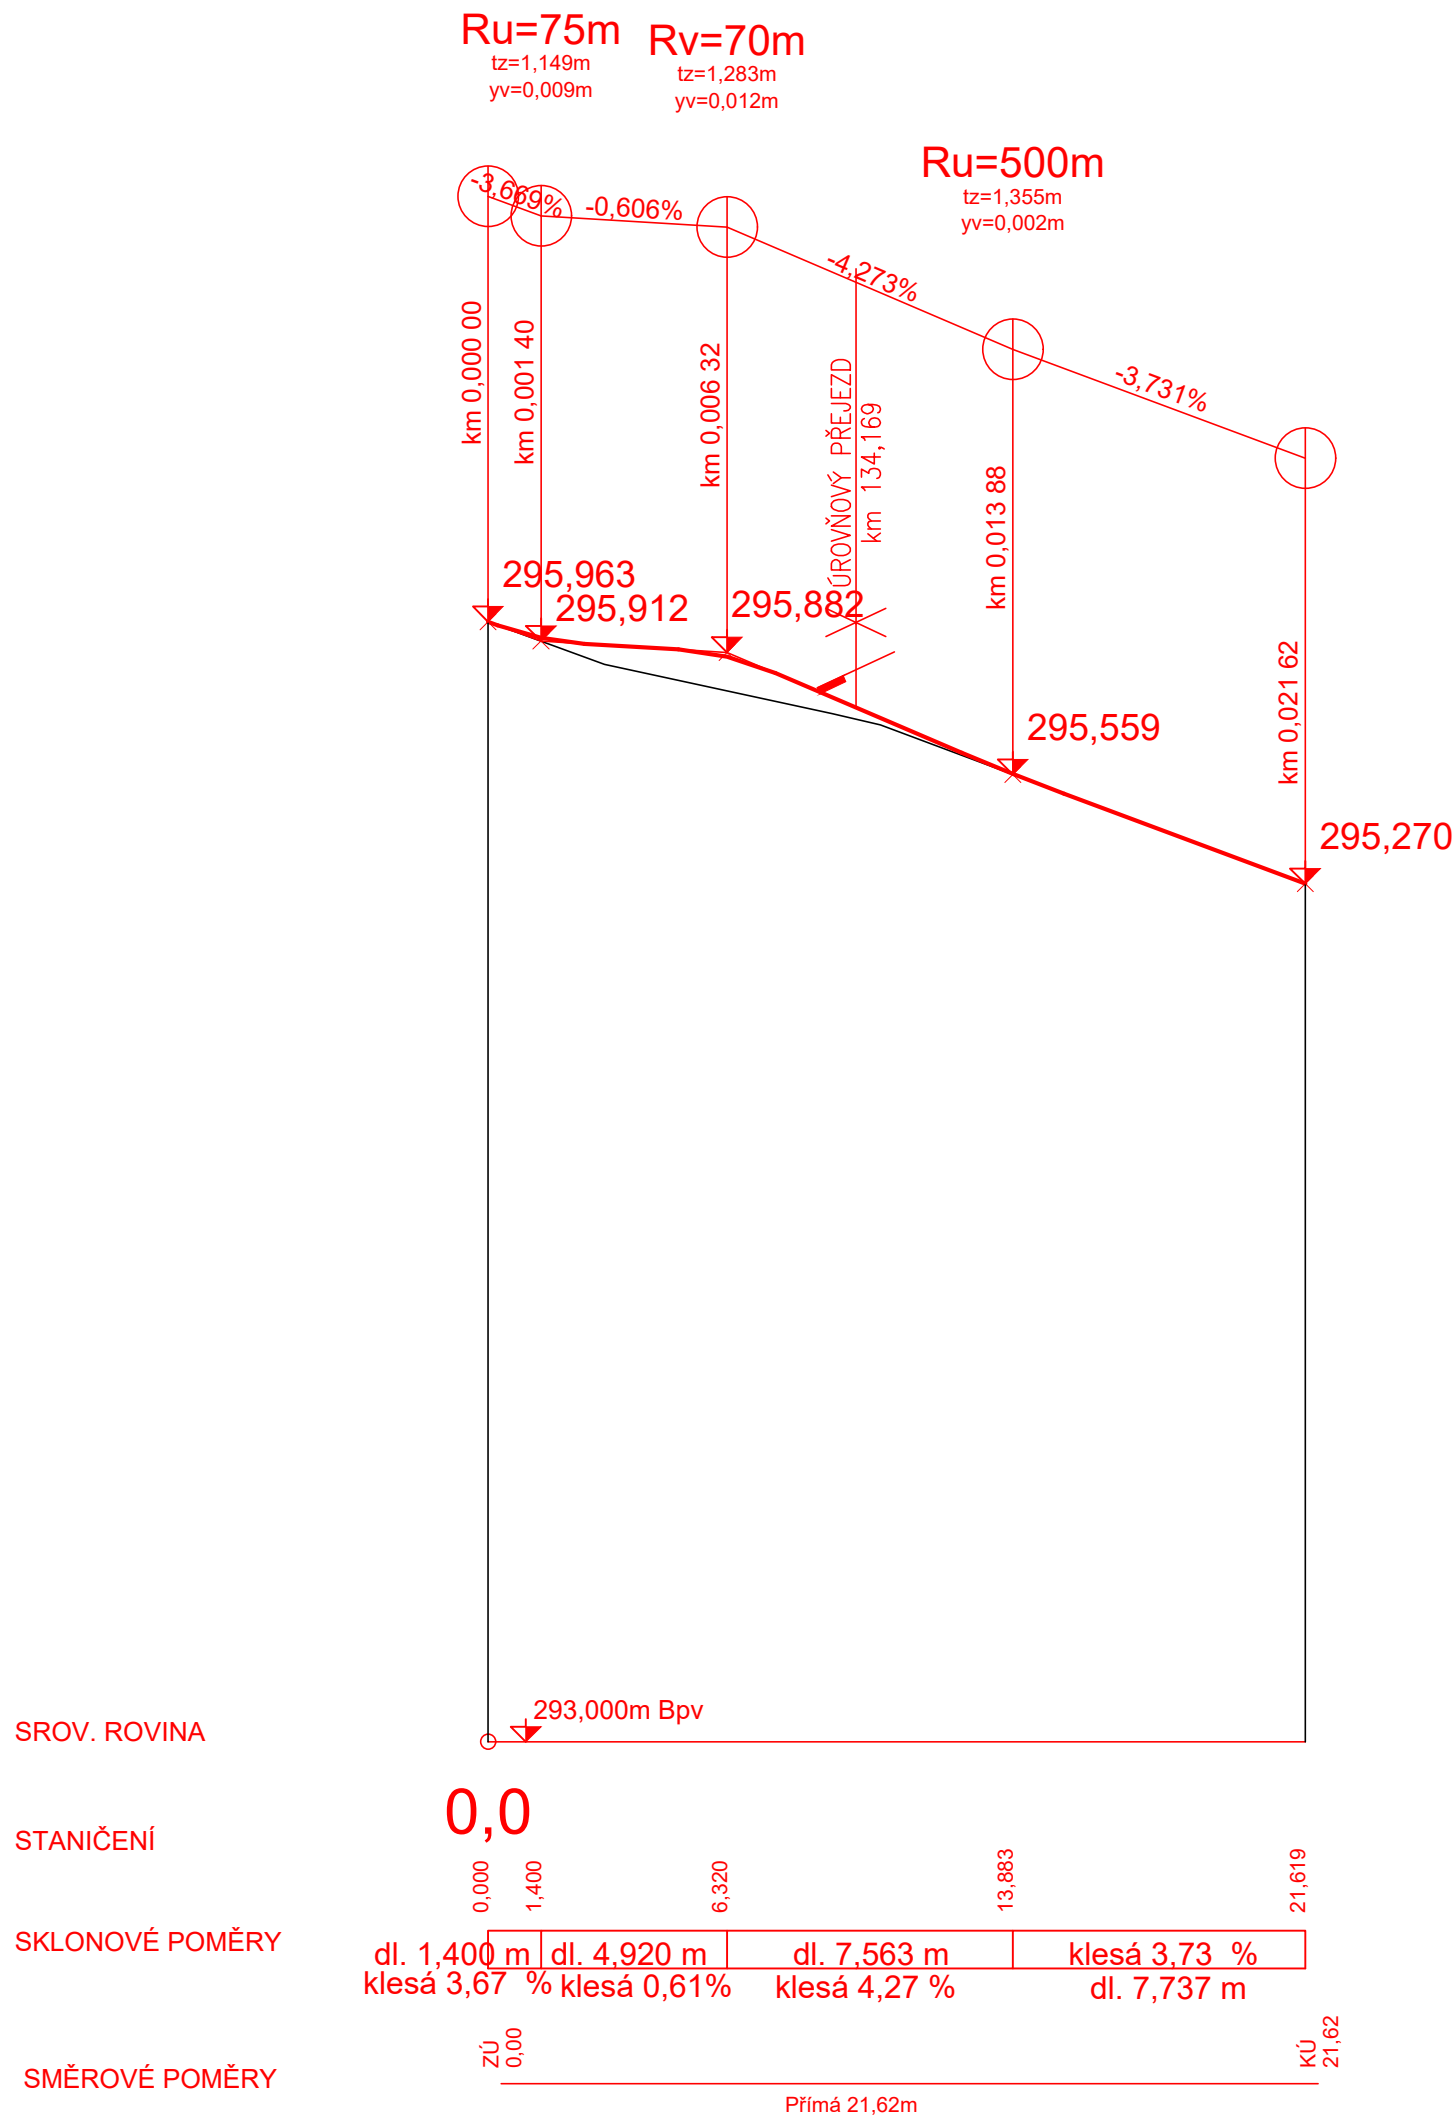 Ru=75m
tz=1,149m
yv=0,009m
Rv=70m
tz=1,283m
yv=0,012m
Ru=500m
tz=1,355m
yv=0,002m
-3,669%
-0,606%
-4,273%
-3,731%
km 0,000 00
km 0,001 40
km 0,006 32
ÚROVŇOVÝ PŘEJEZD
km 134,169
km 0,013 88
km 0,021 62
295,963
295,912
295,882
295,559
295,270
293,000m Bpv
SROV. ROVINA
0,0
STANIČENÍ
0,000
1,400
6,320
13,883
21,619
SKLONOVÉ POMĚRY
dl. 1,400 m
klesá 3,67 %
dl. 4,920 m
klesá 0,61%
dl. 7,563 m
klesá 4,27 %
klesá 3,73 %
dl. 7,737 m
ZÚ
0,00
KÚ
21,62
SMĚROVÉ POMĚRY
Přímá 21,62m